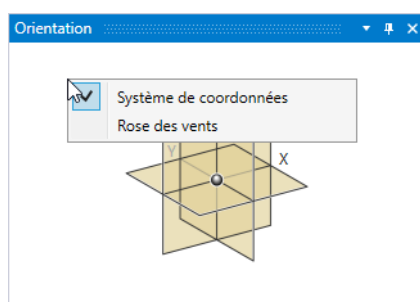 Orientation
Système de coordonnées
Rose des vents
Y
X